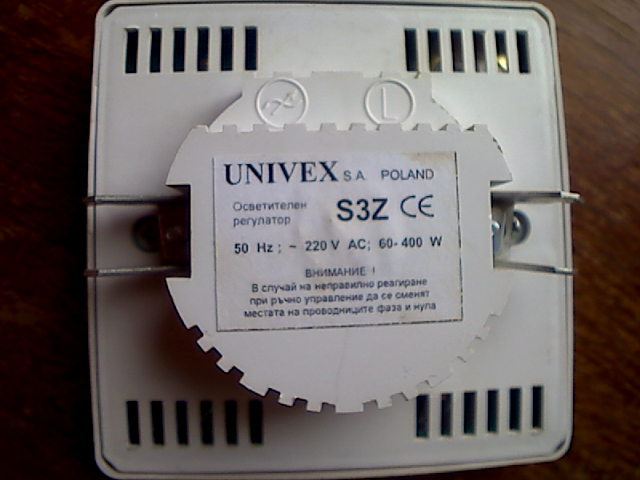 L
UNIVEX S.A. POLAND
Осветителен
регулатор S3Z CE
50 Hz ; ~ 220 V AC; 60-400 W
ВНИМАНИЕ !
В случай на неправилно реагиране
при ръчно управление да се сменят
местата на проводниците фаза и нула